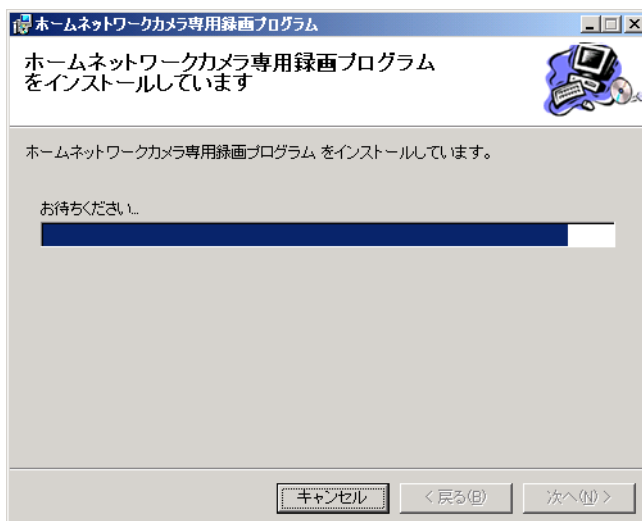 ホームネットワークカメラ専用録画プログラム
ホームネットワークカメラ専用録画プログラム
をインストールしています
ホームネットワークカメラ専用録画プログラム をインストールしています。
お待ちください...
キャンセル
< 戻る(B)
次へ(N) >